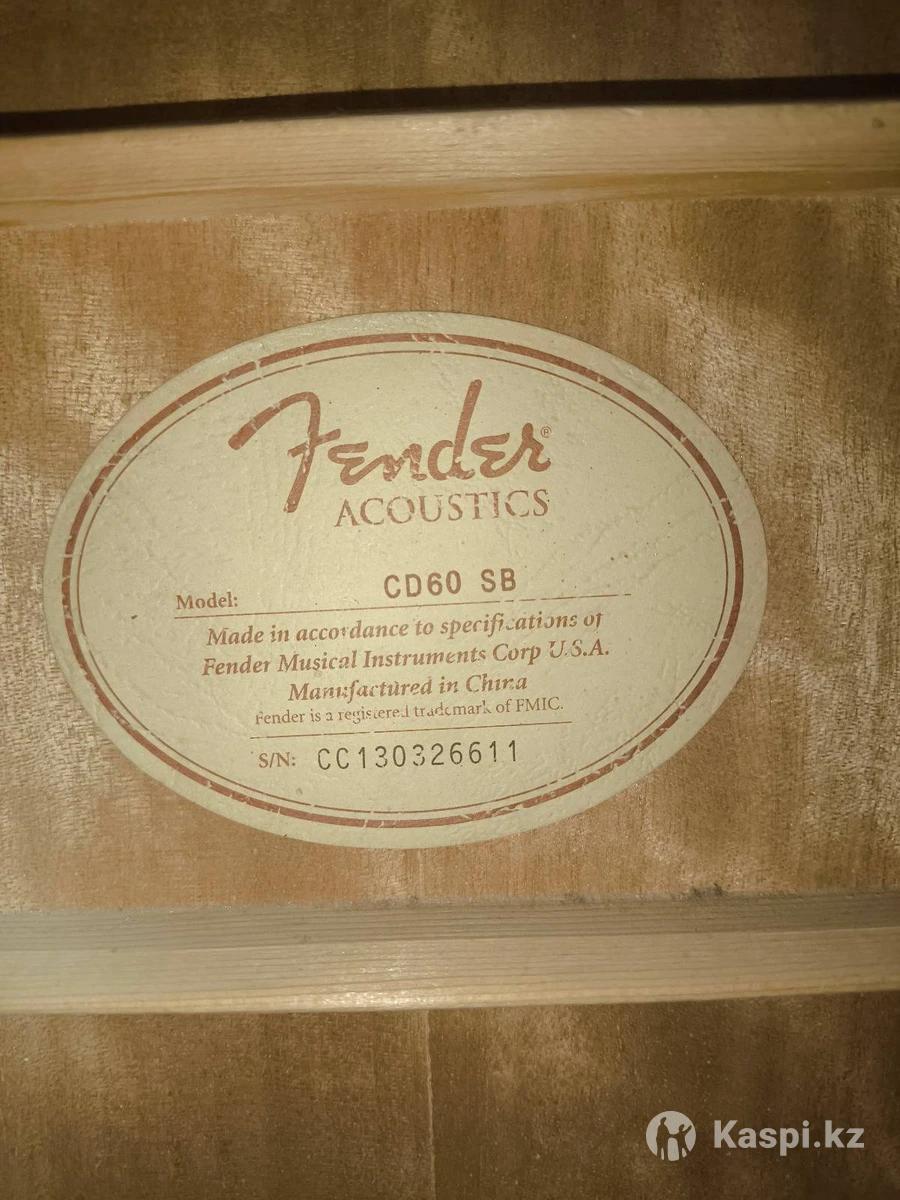 Fender®
ACOUSTICS
Model: CD60 SB
Made in accordance to specifications of
Fender Musical Instruments Corp U.S.A.
Manufactured in China
Fender is a registered trademark of FMIC.
S/N: CC130326611
Kaspi.kz